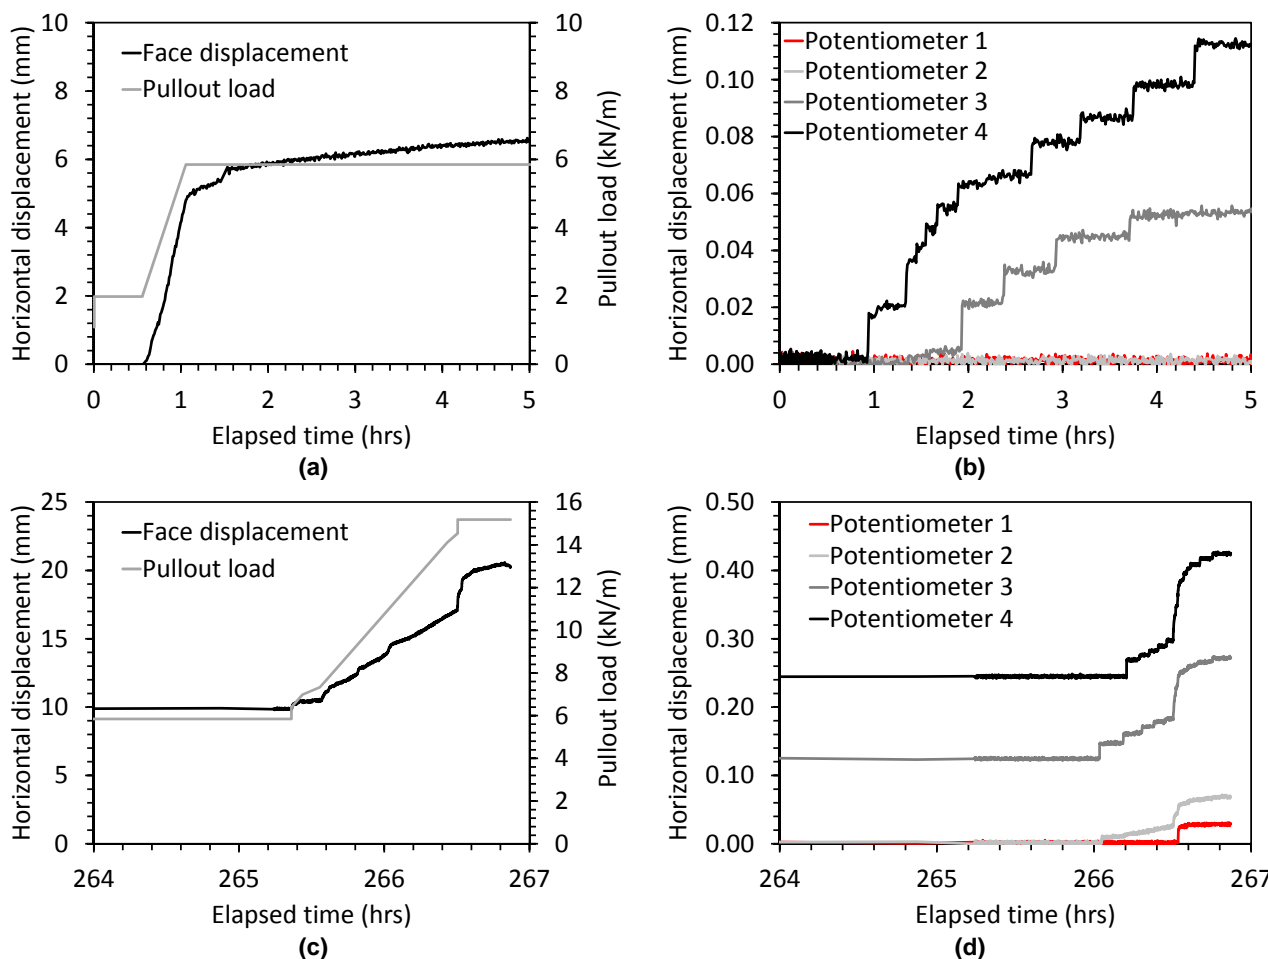 Horizontal displacement (mm)
10
8
6
4
2
0
Face displacement
Pullout load
10
8
6
4
2
0
Pullout load (kN/m)
0 1 2 3 4 5
Elapsed time (hrs)
(a)
Horizontal displacement (mm)
0.12
0.10
0.08
0.06
0.04
0.02
0.00
Potentiometer 1
Potentiometer 2
Potentiometer 3
Potentiometer 4
0 1 2 3 4 5
Elapsed time (hrs)
(b)
Horizontal displacement (mm)
25
20
15
10
5
0
Face displacement
Pullout load
16
14
12
10
8
6
4
2
0
Pullout load (kN/m)
264 265 266 267
Elapsed time (hrs)
(c)
Horizontal displacement (mm)
0.50
0.40
0.30
0.20
0.10
0.00
Potentiometer 1
Potentiometer 2
Potentiometer 3
Potentiometer 4
264 265 266 267
Elapsed time (hrs)
(d)